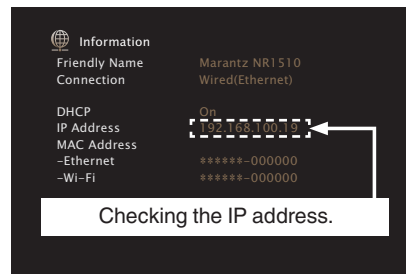 Information
Friendly Name Marantz NR1510
Connection Wired(Ethernet)
DHCP On
IP Address 192.168.100.19
MAC Address
-Ethernet ******-000000
-Wi-Fi ******-000000
Checking the IP address.